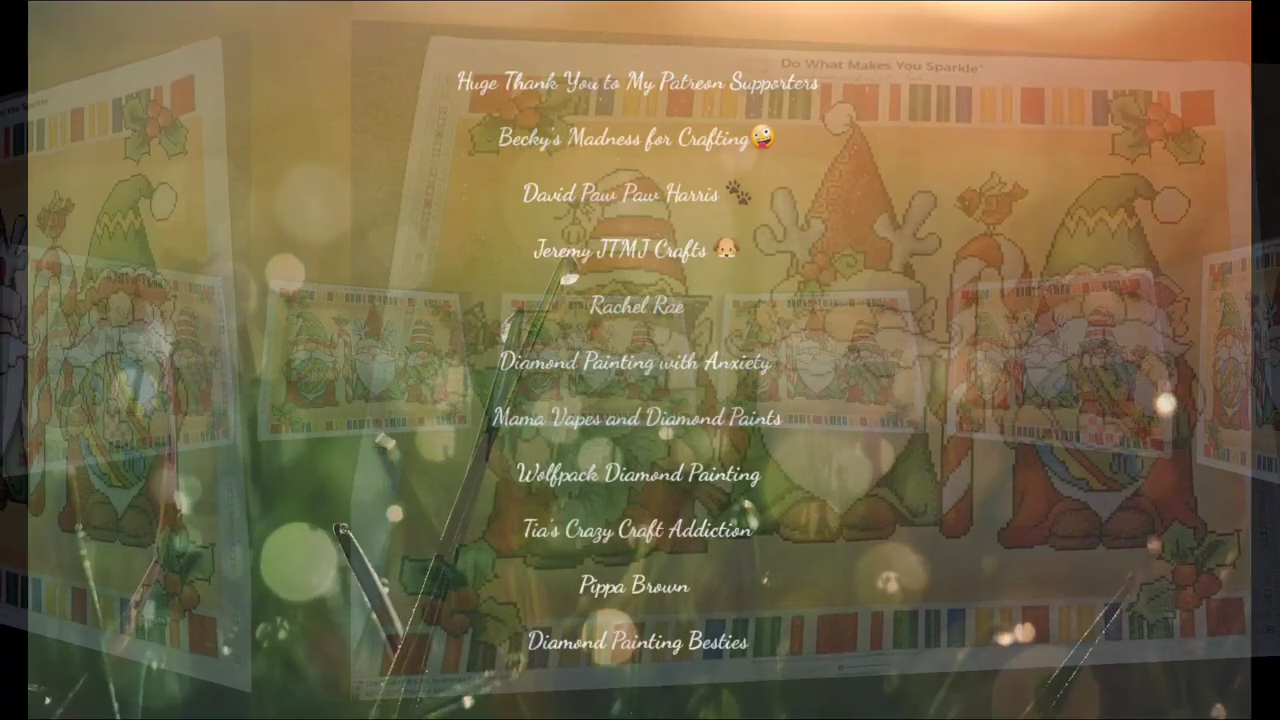 Do What Makes You Sparkle
Huge Thank You to My Patreon Supporters
Becky's Madness for Crafting🤪
David Paw Paw Harris 🐾
Jeremy JTMJ Crafts 🐶
Rachel Rae
Diamond Painting with Anxiety
Mama Vapes and Diamond Paints
Wolfpack Diamond Painting
Tia's Crazy Craft Addiction
Pippa Brown
Diamond Painting Besties